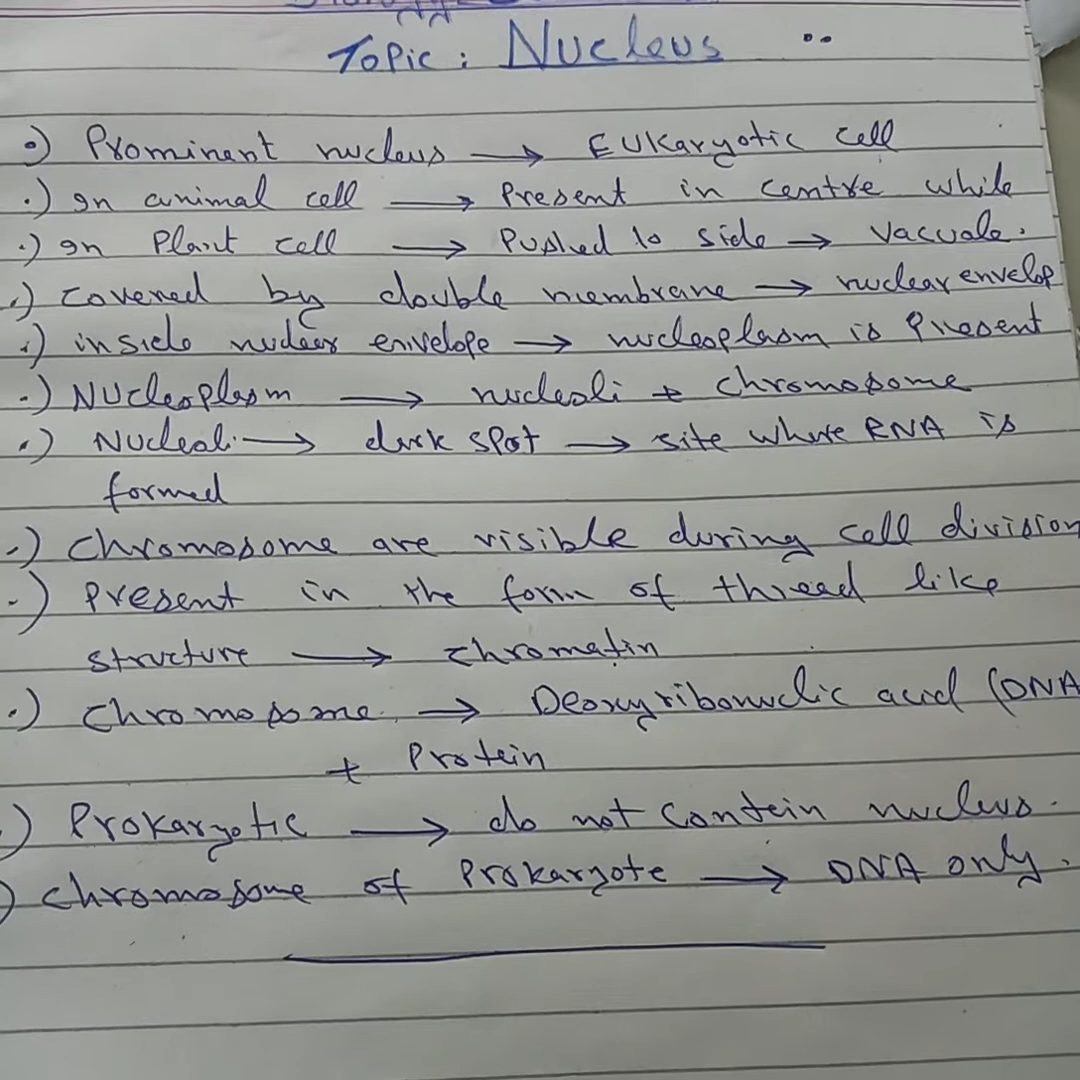 Topic : Nucleus
.) Prominent nucleus → EUKaryotic cell
.) In animal cell → Present in centre while
.) In Plant cell → Pushed to side → Vacuale.
.) covered by double membrane → nuclear envelop
.) inside nuclear envelope → nucleoplasm is Present
.) NUcleoplasm → nucleoli + chromosome
.) Nucleoli → dark spot → site where RNA is
formed
.) Chromosome are visible during cell division
.) Present in the form of thread like
structure → chromatin
.) Chromosome → Deoxyribonuclic acid (DNA
+ Protein
) Prokaryotic → do not contein nucleus.
) Chromosome of Prokaryote → DNA only.